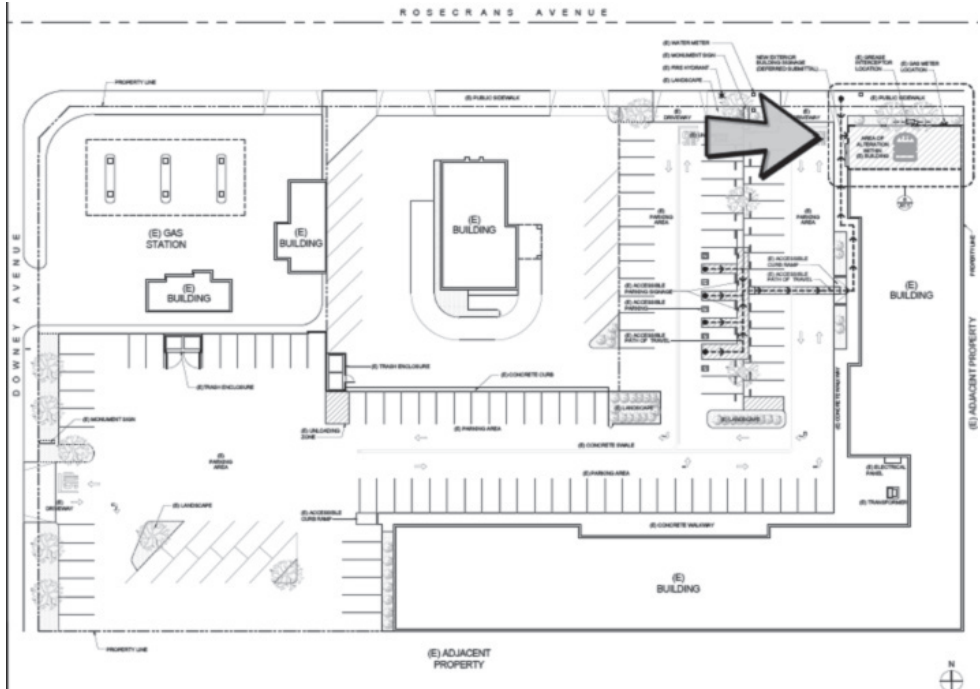 ROSECRANS AVENUE
(E) WATER METER
(E) MONUMENT SIGN
(E) FIRE HYDRANT
(E) LANDSCAPE
NEW EXTERIOR
BUILDING SIGNAGE
(DEFERRED SUBMITTAL)
(E) GREASE
INTERCEPTOR
LOCATION
(E) GAS METER
LOCATION
PROPERTY LINE
(E) PUBLIC SIDEWALK
(E) PUBLIC SIDEWALK
(E)
DRIVEWAY
AREA OF
ALTERATION
WITHIN
(E) BUILDING
(E) GAS
STATION
(E)
BUILDING
(E)
BUILDING
(E)
BUILDING
(E)
PARKING
AREA
(E)
PARKING
AREA
DOWNEY AVENUE
PROPERTY LINE
(E) ACCESSIBLE
CURB RAMP
(E) ACCESSIBLE
PATH OF TRAVEL
(E) ACCESSIBLE
PARKING SIGNAGE
(E) ACCESSIBLE
PARKING
(E) ACCESSIBLE
PATH OF TRAVEL
(E)
BUILDING
(E) ADJACENT PROPERTY
(E) TRASH ENCLOSURE
(E) TRASH ENCLOSURE
(E) CONCRETE CURB
(E) MONUMENT SIGN
(E) UNLOADING
ZONE
(E) PARKING AREA
(E) LANDSCAPE
(E) LANDSCAPE
(E) CONCRETE WALKWAY
(E) CONCRETE SWALE
(E)
PARKING
AREA
(E) PARKING AREA
(E) ELECTRICAL
PANEL
(E) TRANSFORMER
(E)
DRIVEWAY
(E) LANDSCAPE
(E) ACCESSIBLE
CURB RAMP
(E) CONCRETE WALKWAY
(E)
BUILDING
PROPERTY LINE
(E) ADJACENT
PROPERTY
N